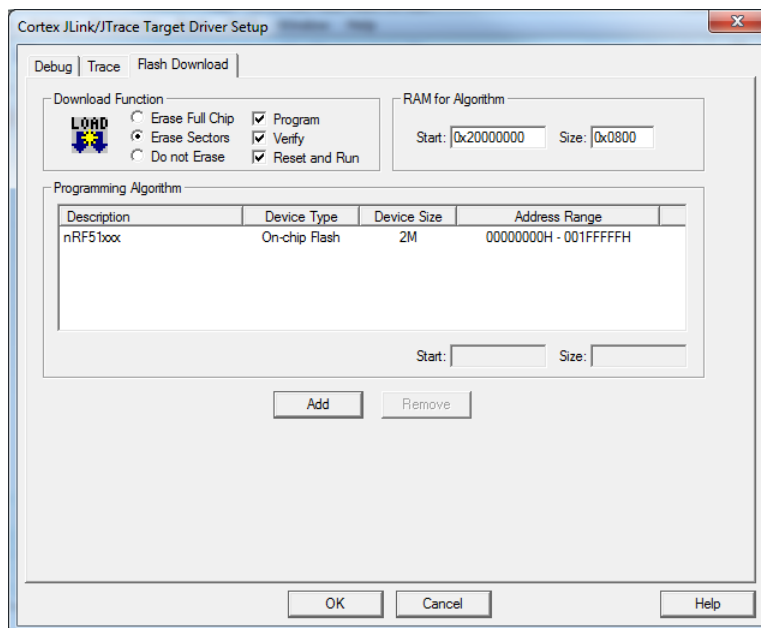 Cortex JLink/JTrace Target Driver Setup
Debug Trace Flash Download
Download Function
LOAD
Erase Full Chip
Erase Sectors
Do not Erase
Program
Verify
Reset and Run
RAM for Algorithm
Start: 0x20000000 Size: 0x0800
Programming Algorithm
Description Device Type Device Size Address Range
nRF51xxx On-chip Flash 2M 00000000H - 001FFFFFH
Start: Size:
Add Remove
OK Cancel Help